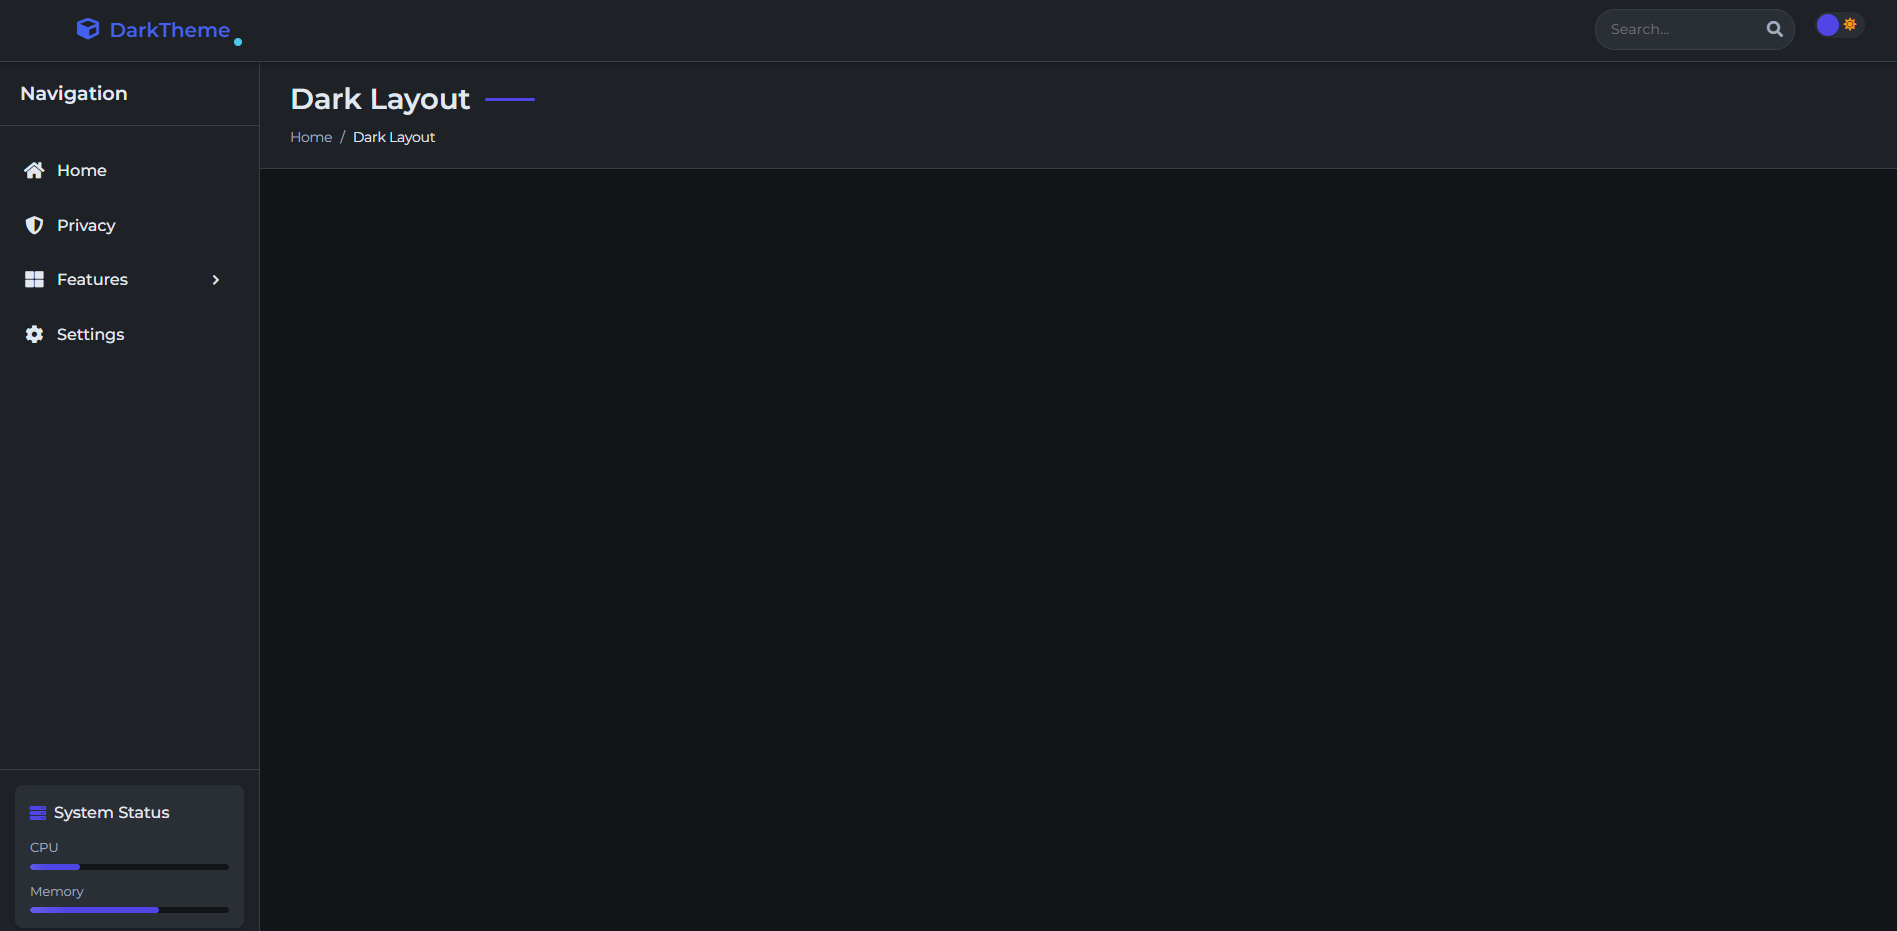 DarkTheme
Search...
Navigation
Home
Privacy
Features
Settings
Dark Layout
Home / Dark Layout
System Status
CPU
Memory